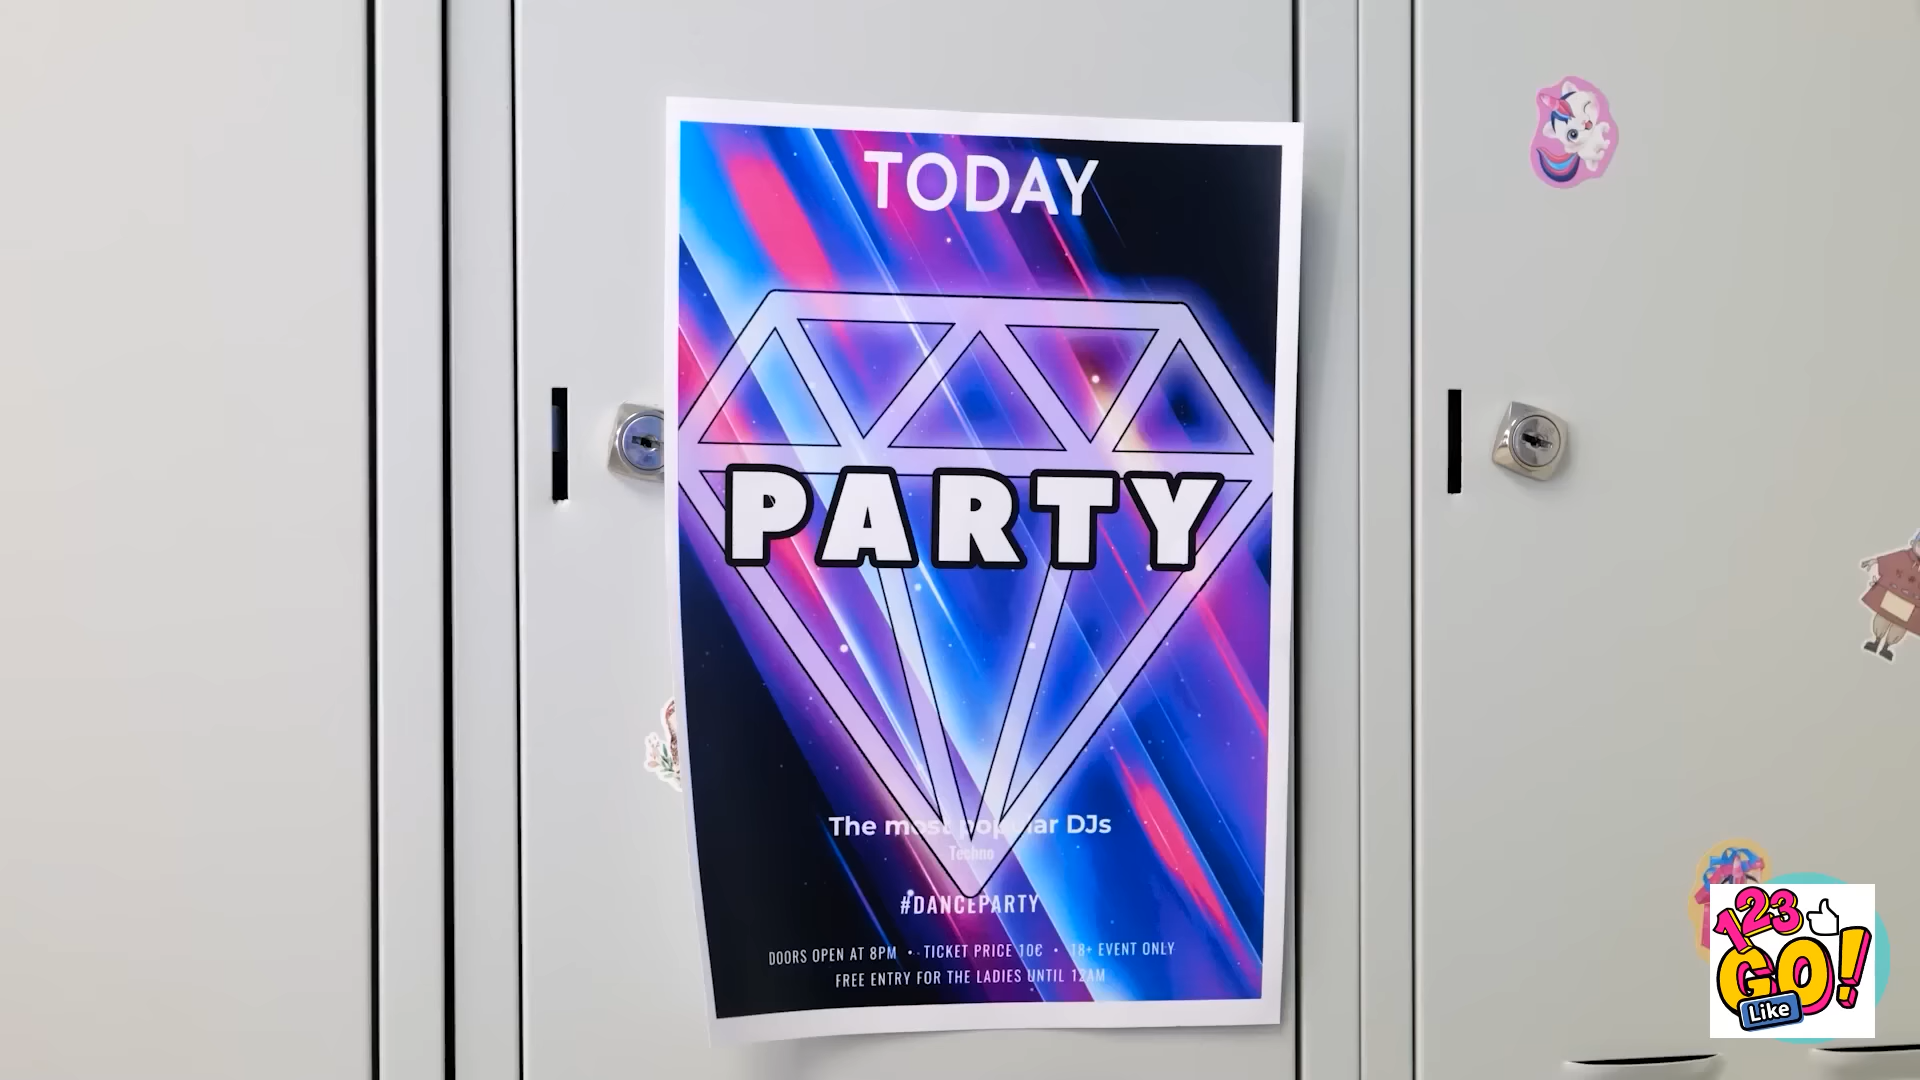 TODAY
PARTY
The most popular DJs
Techno
#DANCEPARTY
DOORS OPEN AT 8PM • TICKET PRICE 10€ • 18+ EVENT ONLY
FREE ENTRY FOR THE LADIES UNTIL 12AM
123
GO!
Like